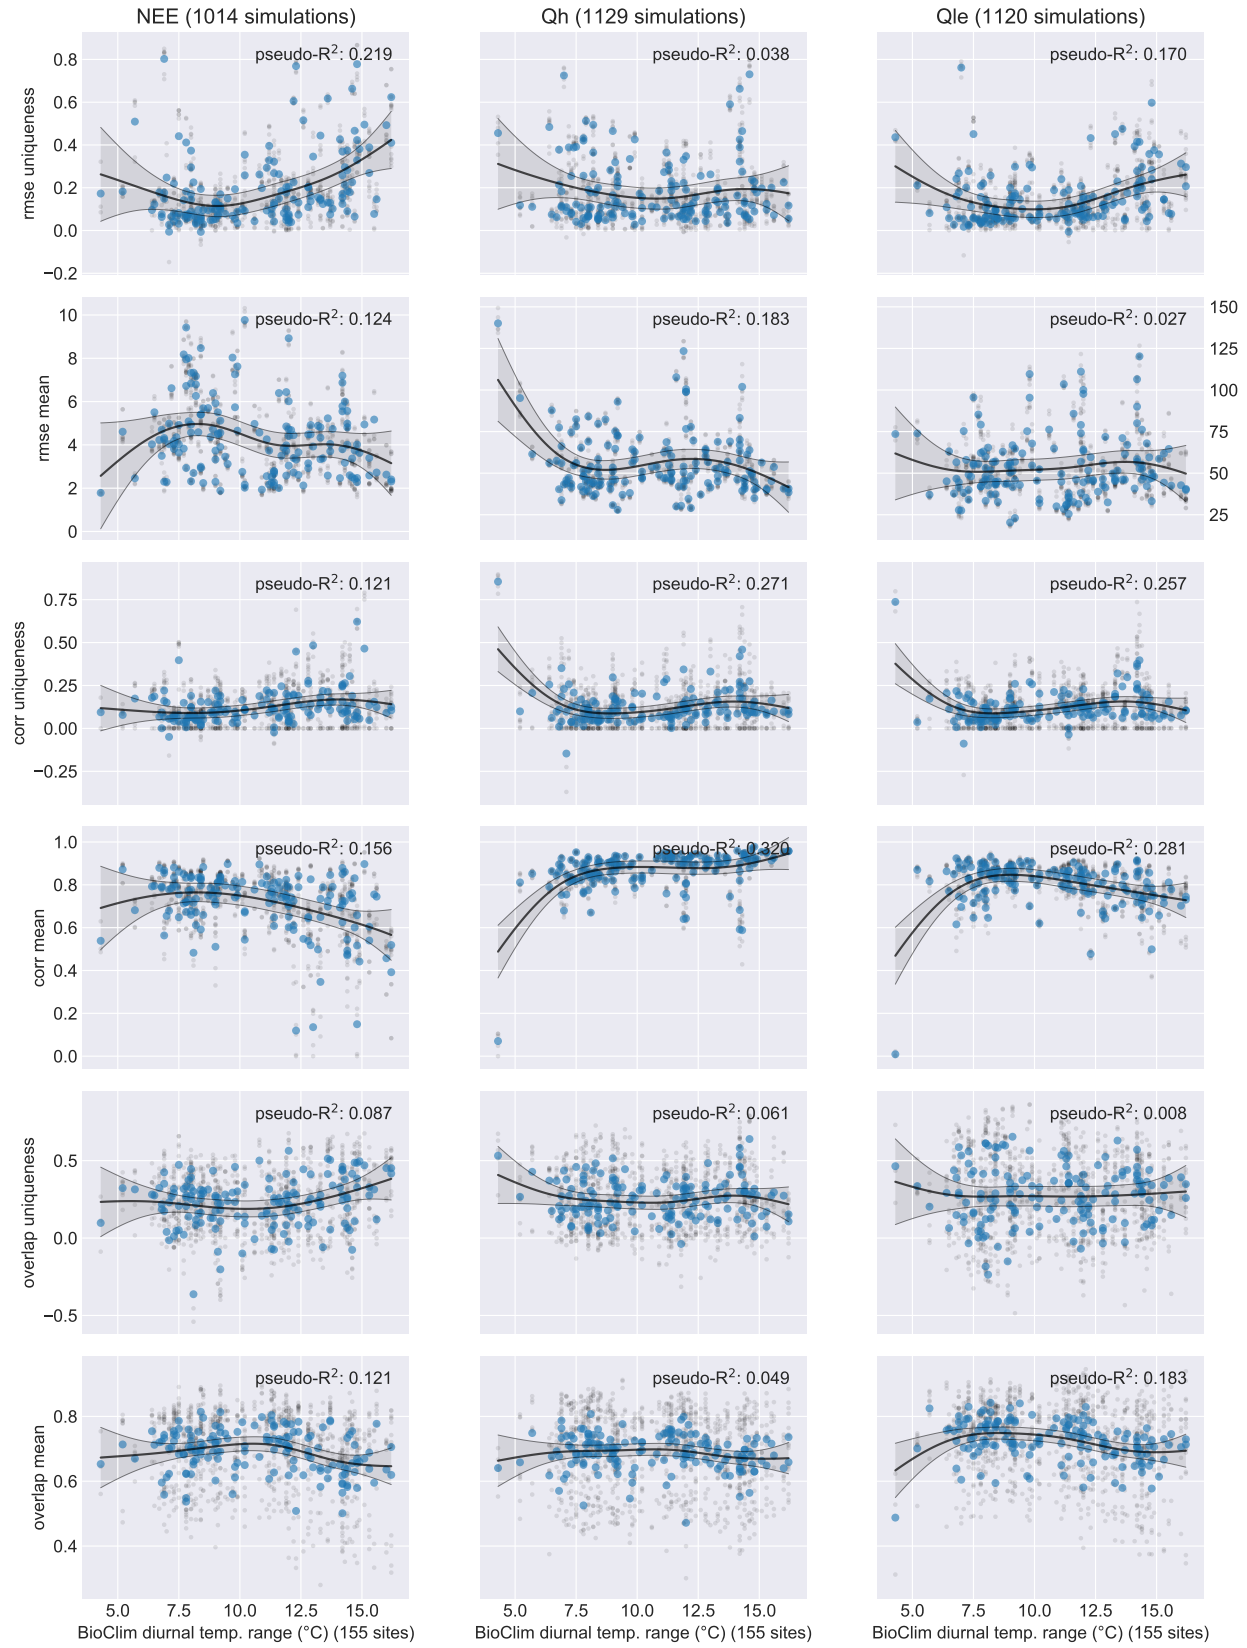 NEE (1014 simulations) Qh (1129 simulations) Qle (1120 simulations)
rmse uniqueness
0.8
0.6
0.4
0.2
0.0
−0.2
pseudo-R²: 0.219
pseudo-R²: 0.038
pseudo-R²: 0.170
rmse mean
10
8
6
4
2
0
pseudo-R²: 0.124
pseudo-R²: 0.183
pseudo-R²: 0.027
150
125
100
75
50
25
corr uniqueness
0.75
0.50
0.25
0.00
−0.25
pseudo-R²: 0.121
pseudo-R²: 0.271
pseudo-R²: 0.257
corr mean
1.0
0.8
0.6
0.4
0.2
0.0
pseudo-R²: 0.156
pseudo-R²: 0.320
pseudo-R²: 0.281
overlap uniqueness
0.5
0.0
−0.5
pseudo-R²: 0.087
pseudo-R²: 0.061
pseudo-R²: 0.008
overlap mean
0.8
0.6
0.4
pseudo-R²: 0.121
pseudo-R²: 0.049
pseudo-R²: 0.183
5.0 7.5 10.0 12.5 15.0
BioClim diurnal temp. range (°C) (155 sites)
5.0 7.5 10.0 12.5 15.0
BioClim diurnal temp. range (°C) (155 sites)
5.0 7.5 10.0 12.5 15.0
BioClim diurnal temp. range (°C) (155 sites)